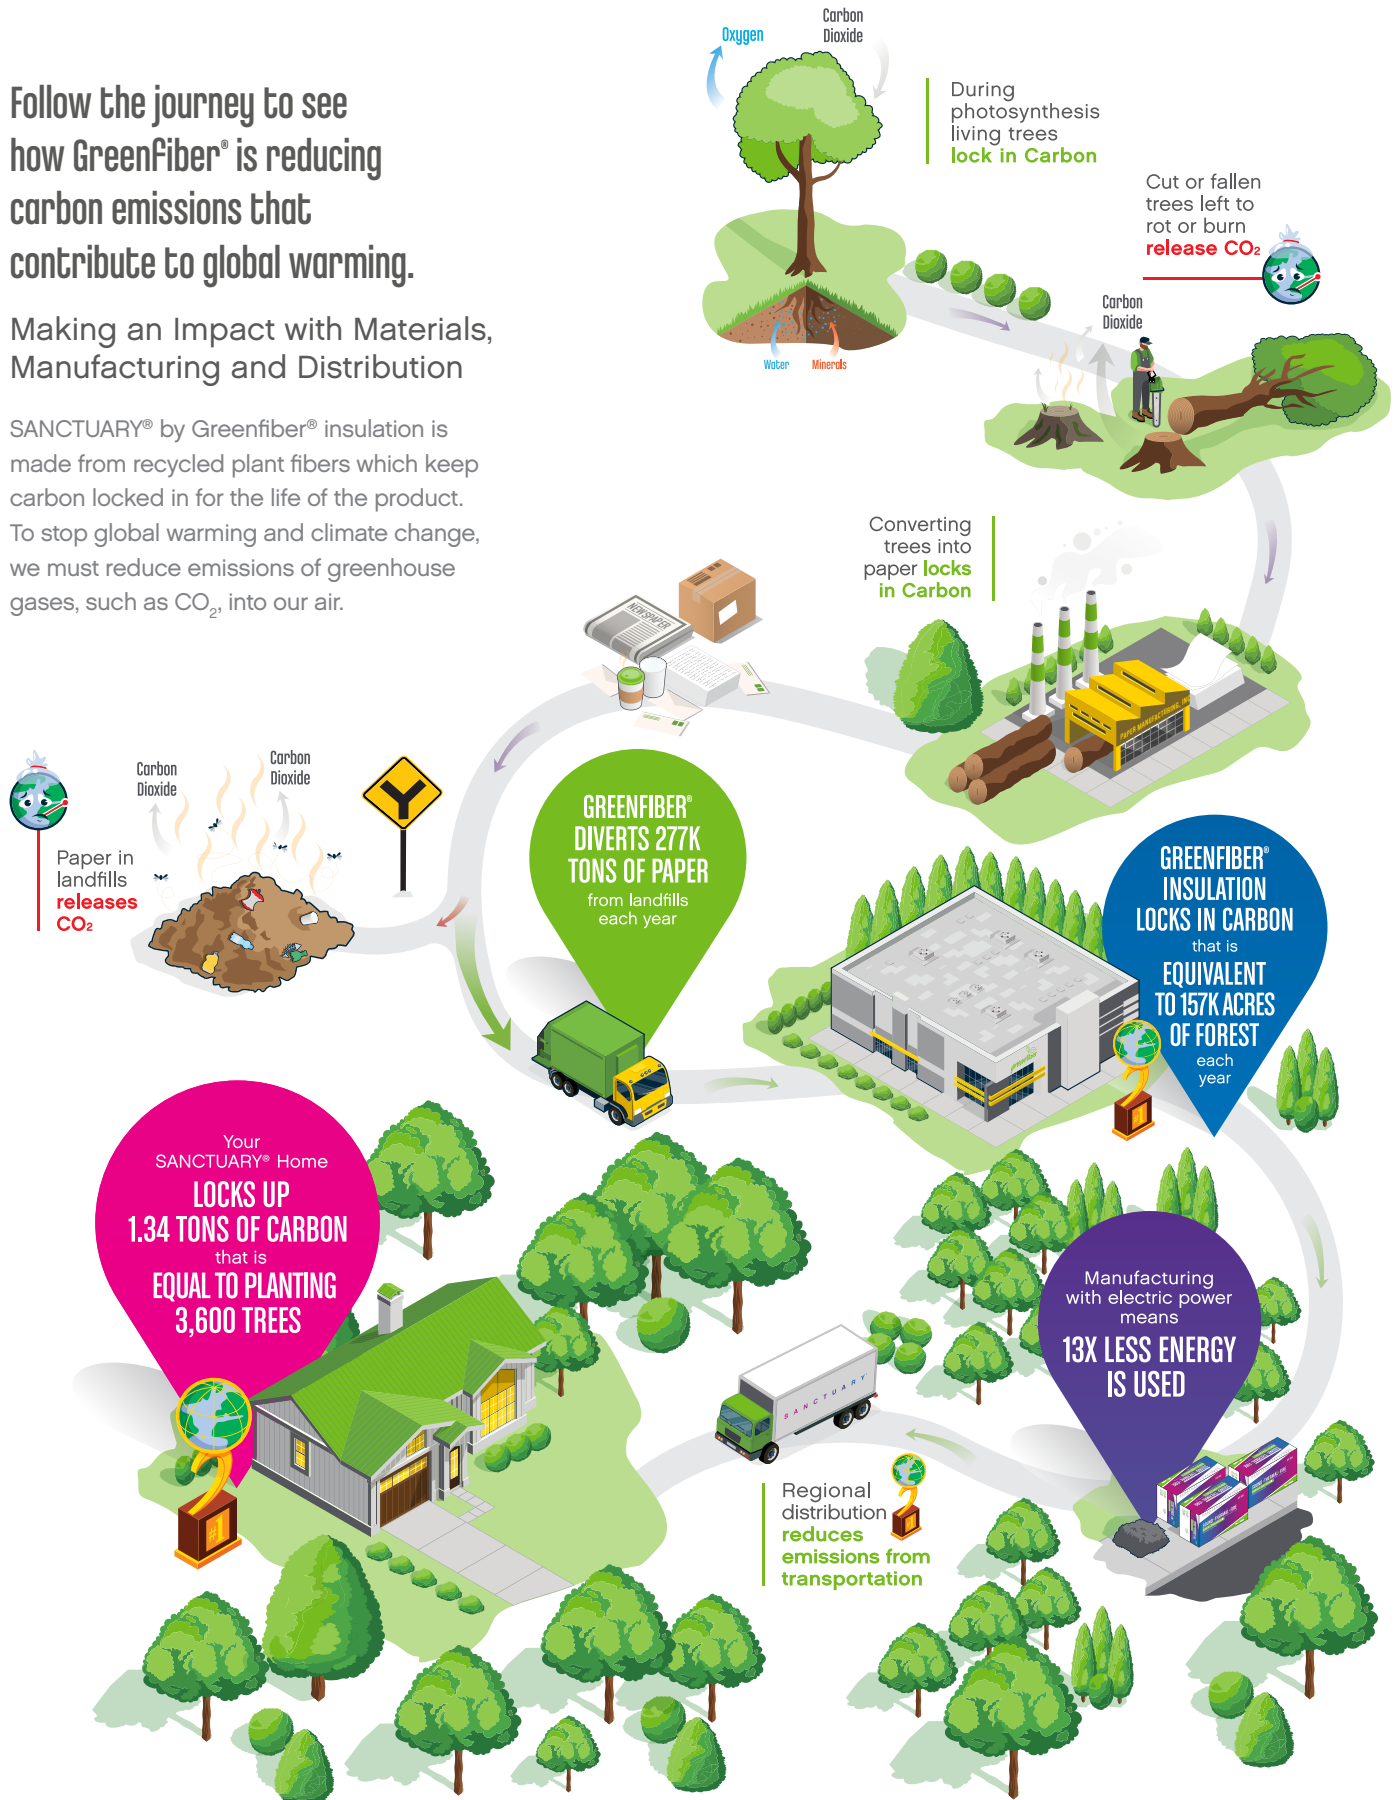 Follow the journey to see
how Greenfiber® is reducing
carbon emissions that
contribute to global warming.
Making an Impact with Materials,
Manufacturing and Distribution
SANCTUARY® by Greenfiber® insulation is
made from recycled plant fibers which keep
carbon locked in for the life of the product.
To stop global warming and climate change,
we must reduce emissions of greenhouse
gases, such as CO₂, into our air.
Oxygen
Carbon
Dioxide
During
photosynthesis
living trees
lock in Carbon
Water
Minerals
Cut or fallen
trees left to
rot or burn
release CO₂
Carbon
Dioxide
Converting
trees into
paper locks
in Carbon
PAPER MANUFACTURING, INC
NEWSPAPER
Carbon
Dioxide
Carbon
Dioxide
Paper in
landfills
releases
CO₂
GREENFIBER®
DIVERTS 277K
TONS OF PAPER
from landfills
each year
GREENFIBER®
INSULATION
LOCKS IN CARBON
that is
EQUIVALENT
TO 157K ACRES
OF FOREST
each
year
greenfiber
#1
Manufacturing
with electric power
means
13X LESS ENERGY
IS USED
SANCTUARY
Regional
distribution
reduces
emissions from
transportation
#1
Your
SANCTUARY® Home
LOCKS UP
1.34 TONS OF CARBON
that is
EQUAL TO PLANTING
3,600 TREES
#1